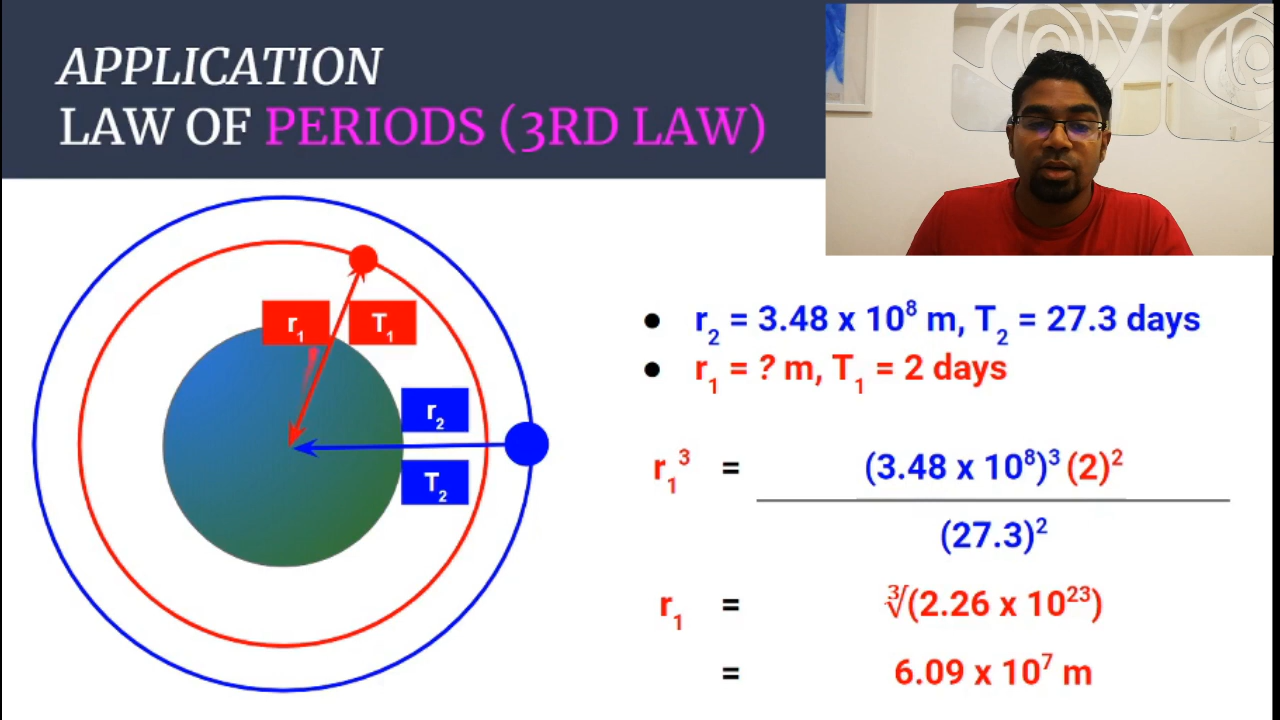 APPLICATION
LAW OF PERIODS (3RD LAW)
r₁ T₁
r₂
T₂
● r₂ = 3.48 x 10⁸ m, T₂ = 27.3 days
● r₁ = ? m, T₁ = 2 days
r₁³ = (3.48 x 10⁸)³ (2)²
(27.3)²
r₁ = ∛(2.26 x 10²³)
= 6.09 x 10⁷ m